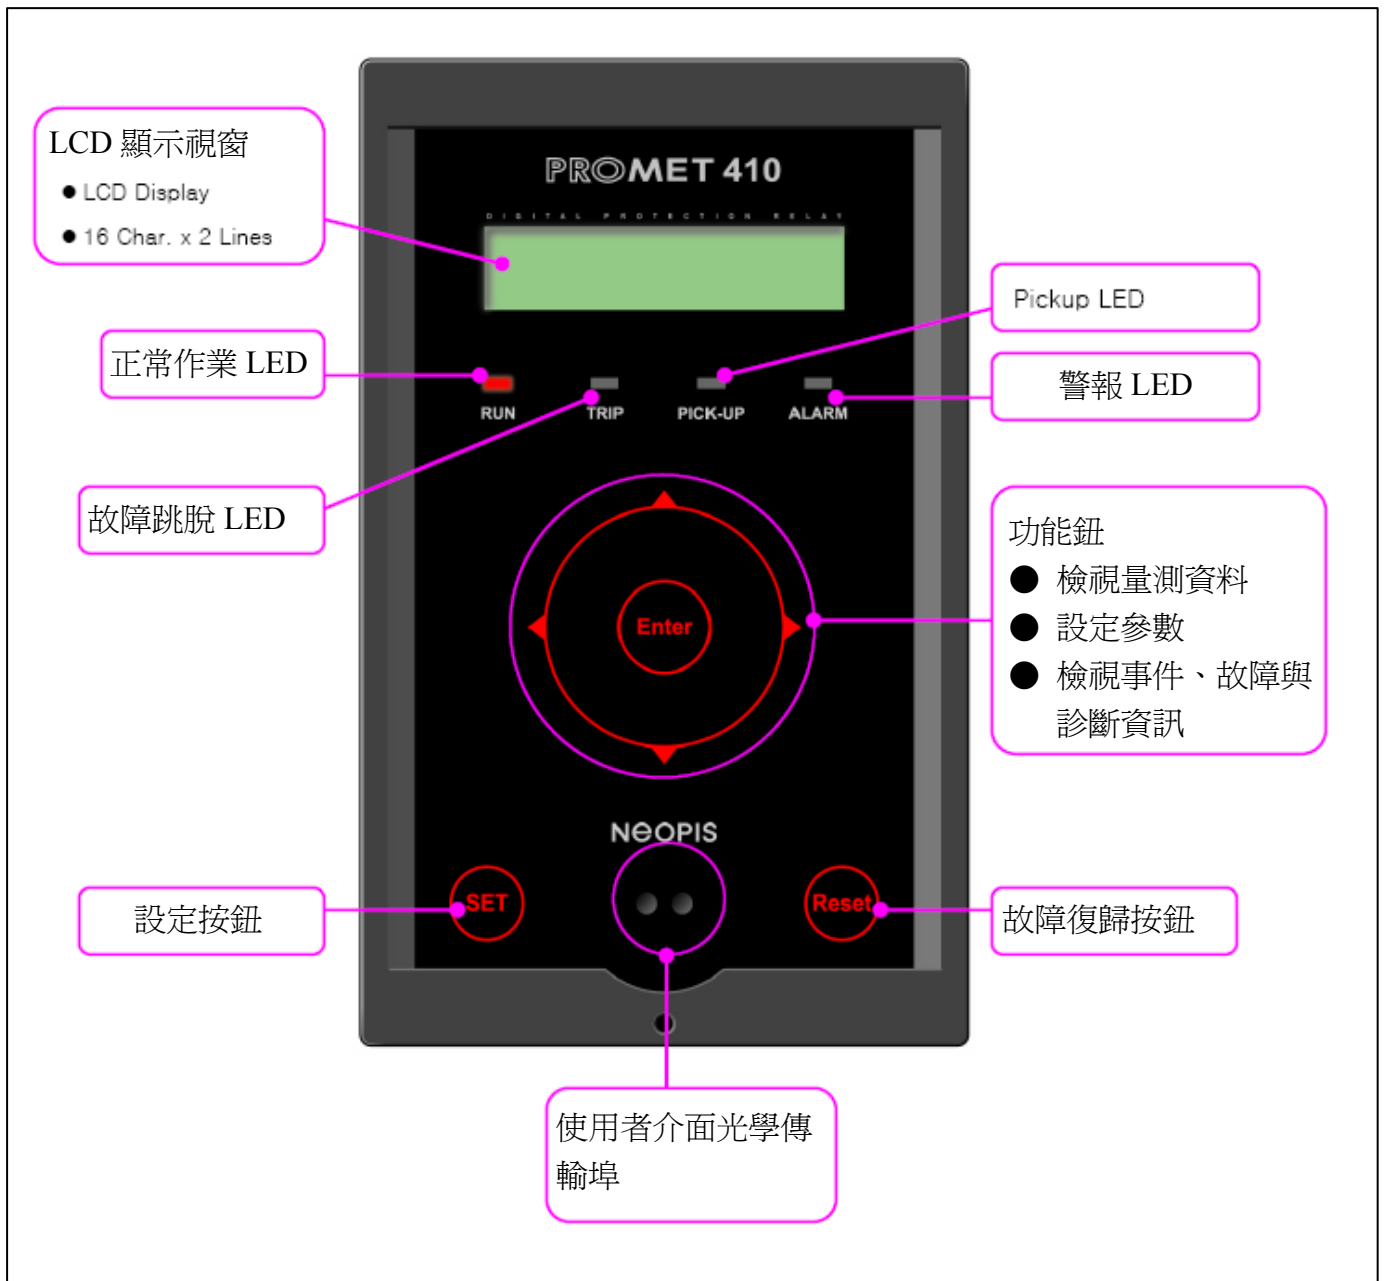 LCD 顯示視窗
● LCD Display
● 16 Char. x 2 Lines
PROMET 410
DIGITAL PROTECTION RELAY
Pickup LED
正常作業 LED
警報 LED
RUN
TRIP
PICK-UP
ALARM
故障跳脫 LED
功能鈕
● 檢視量測資料
● 設定參數
● 檢視事件、故障與
診斷資訊
Enter
NEOPIS
設定按鈕
SET
Reset
故障復歸按鈕
使用者介面光學傳
輸埠